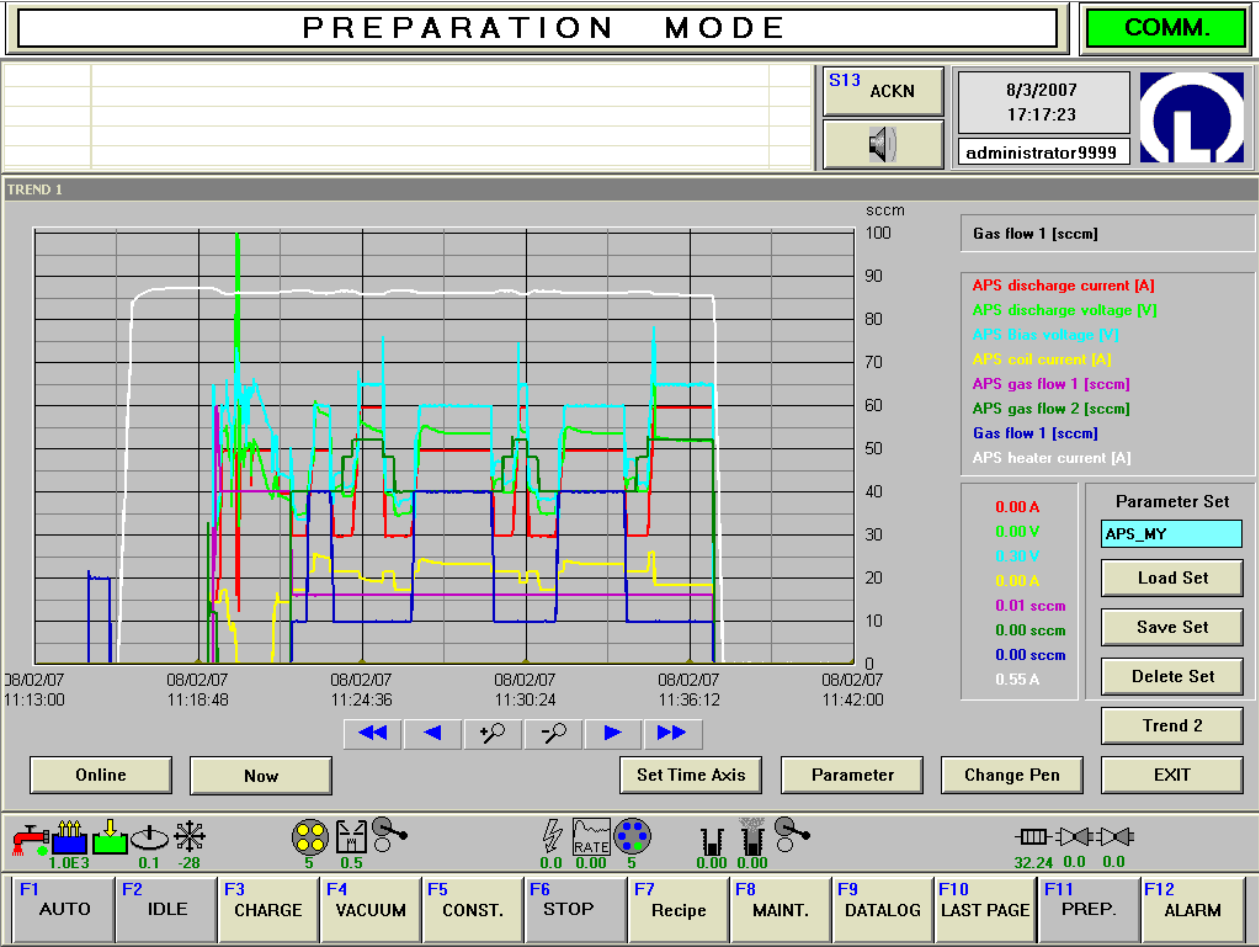 PREPARATION MODE
COMM.
S13 ACKN
8/3/2007
17:17:23
administrator9999
L
TREND 1
sccm
100
90
80
70
60
50
40
30
20
10
0
08/02/07 08/02/07 08/02/07 08/02/07 08/02/07 08/02/07
11:13:00 11:18:48 11:24:36 11:30:24 11:36:12 11:42:00
Gas flow 1 [sccm]
APS discharge current [A]
APS discharge voltage [V]
APS Bias voltage [V]
APS coil current [A]
APS gas flow 1 [sccm]
APS gas flow 2 [sccm]
Gas flow 1 [sccm]
APS heater current [A]
0.00 A
0.00 V
0.30 V
0.00 A
0.01 sccm
0.00 sccm
0.00 sccm
0.55 A
Parameter Set
APS_MY
Load Set
Save Set
Delete Set
Trend 2
Online
Now
Set Time Axis
Parameter
Change Pen
EXIT
RATE
1.0E3 0.1 -28 5 0.5 0.0 0.00 5 0.00 0.00 32.24 0.0 0.0
F1 AUTO
F2 IDLE
F3 CHARGE
F4 VACUUM
F5 CONST.
F6 STOP
F7 Recipe
F8 MAINT.
F9 DATALOG
F10 LAST PAGE
F11 PREP.
F12 ALARM